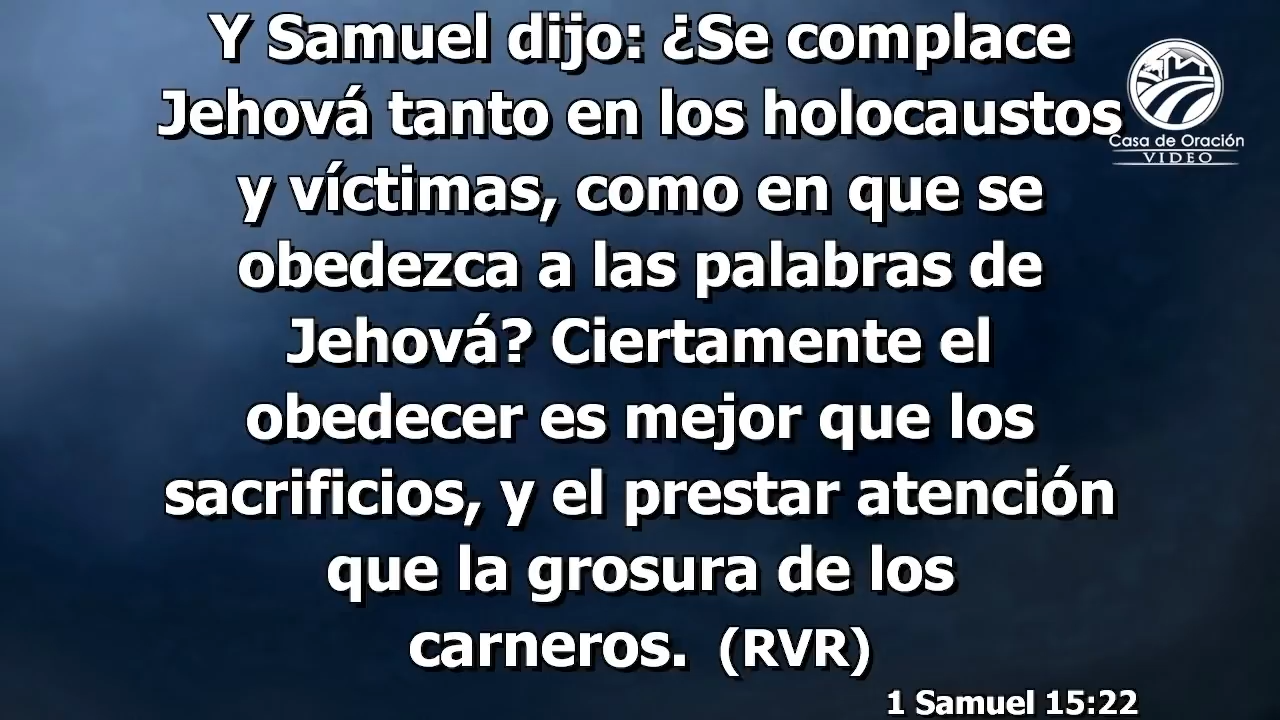 Y Samuel dijo: ¿Se complace
Jehová tanto en los holocaustos
y víctimas, como en que se
obedezca a las palabras de
Jehová? Ciertamente el
obedecer es mejor que los
sacrificios, y el prestar atención
que la grosura de los
carneros. (RVR)
1 Samuel 15:22
Casa de Oración
VIDEO